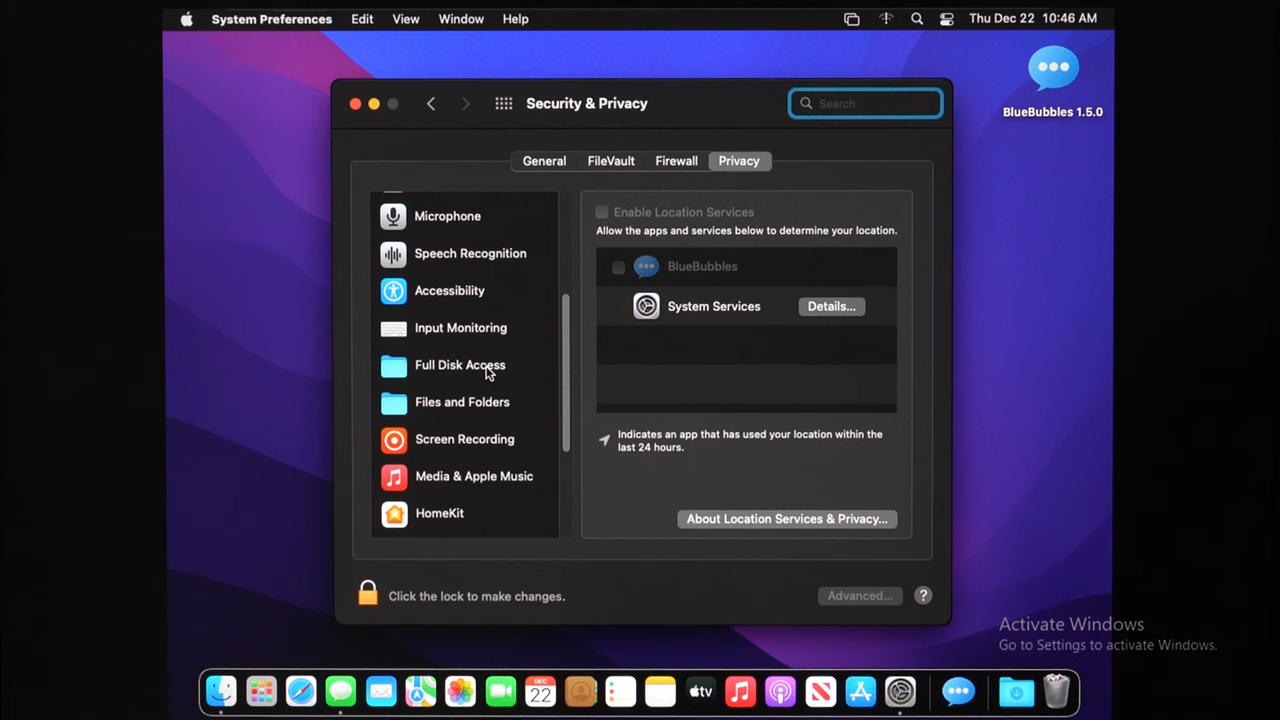 System Preferences Edit View Window Help Thu Dec 22 10:46 AM
BlueBubbles 1.5.0
Security & Privacy
Search
General FileVault Firewall Privacy
Microphone
Speech Recognition
Accessibility
Input Monitoring
Full Disk Access
Files and Folders
Screen Recording
Media & Apple Music
HomeKit
Enable Location Services
Allow the apps and services below to determine your location.
BlueBubbles
System Services Details...
Indicates an app that has used your location within the
last 24 hours.
About Location Services & Privacy...
Click the lock to make changes.
Advanced... ?
Activate Windows
Go to Settings to activate Windows.
DEC
22
tv